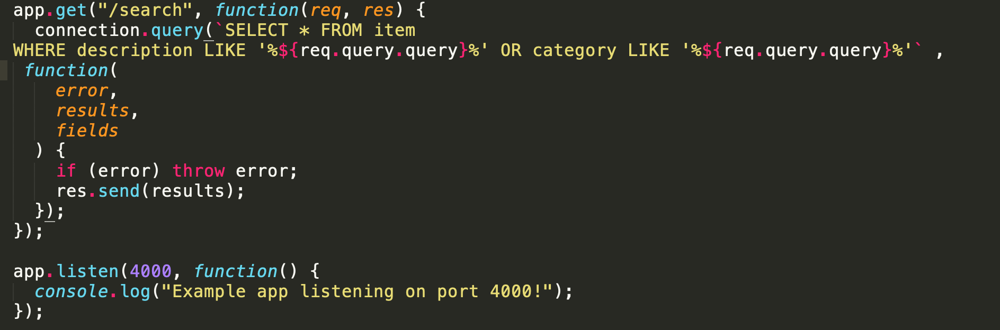 app.get("/search", function(req, res) {
connection.query(`SELECT * FROM item
WHERE description LIKE '%${req.query.query}%' OR category LIKE '%${req.query.query}%'` ,
function(
error,
results,
fields
) {
if (error) throw error;
res.send(results);
});
});
app.listen(4000, function() {
console.log("Example app listening on port 4000!");
});